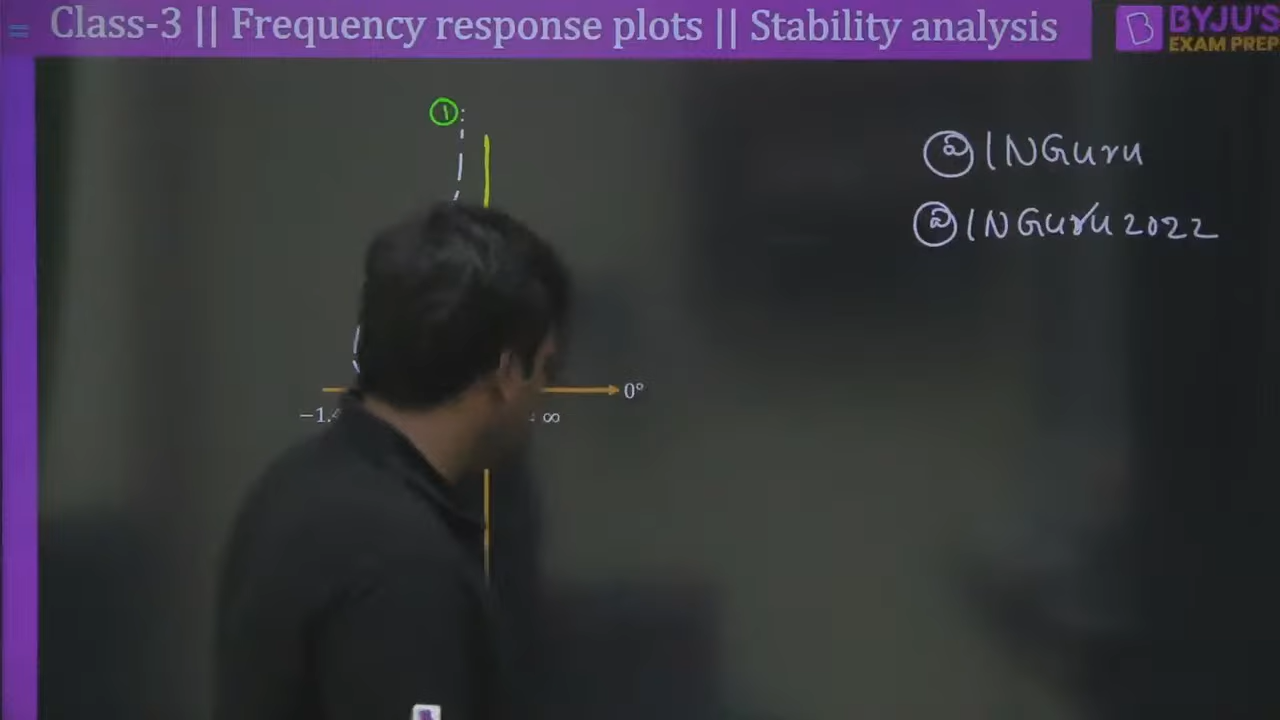 Class-3 || Frequency response plots || Stability analysis
BYJU'S
EXAM PREP
1
@INGuru
@INGuru2022
0°
∞